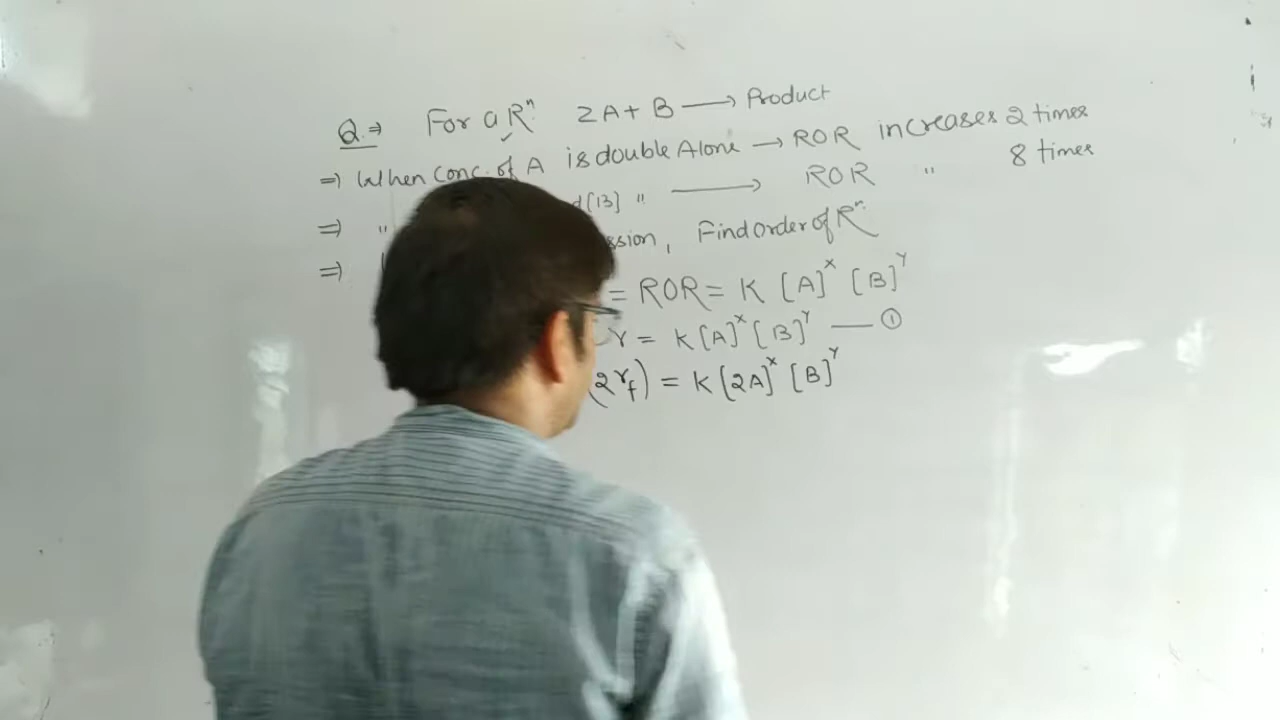 Q ⇒ For a Rⁿ 2A + B ⟶ Product
⇒ When Conc. of A is double Alone ⟶ ROR increases 2 times
⇒ " [B] " ⟶ ROR " 8 times
⇒ Find Order of Rⁿ
= ROR = K [A]ˣ [B]ʸ
r = K [A]ˣ [B]ʸ — ①
(2r_f) = K [2A]ˣ [B]ʸ